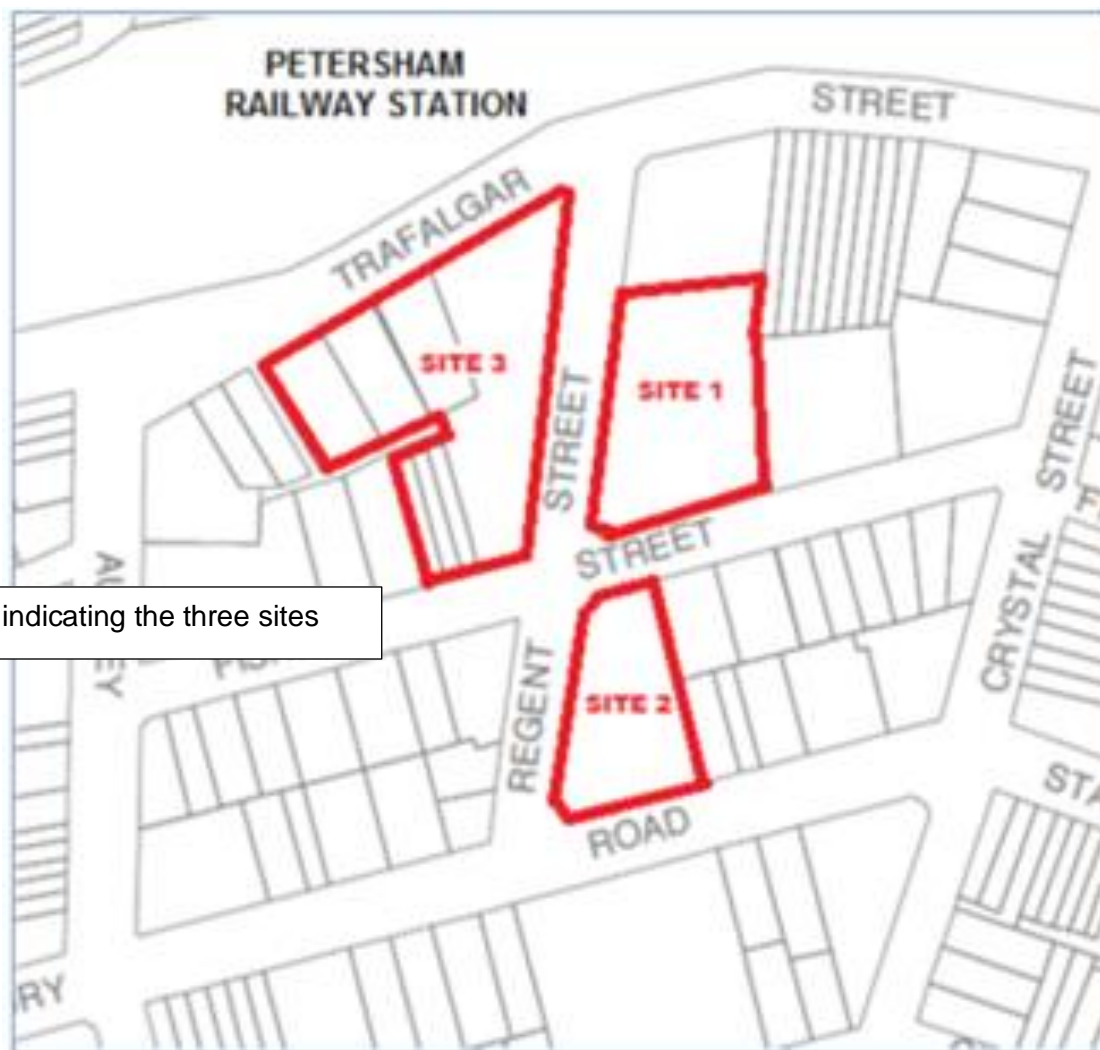 PETERSHAM
RAILWAY STATION
STREET
TRAFALGAR
SITE 3
SITE 1
STREET
STREET
STREET
CRYSTAL
indicating the three sites
REGENT
SITE 2
ROAD